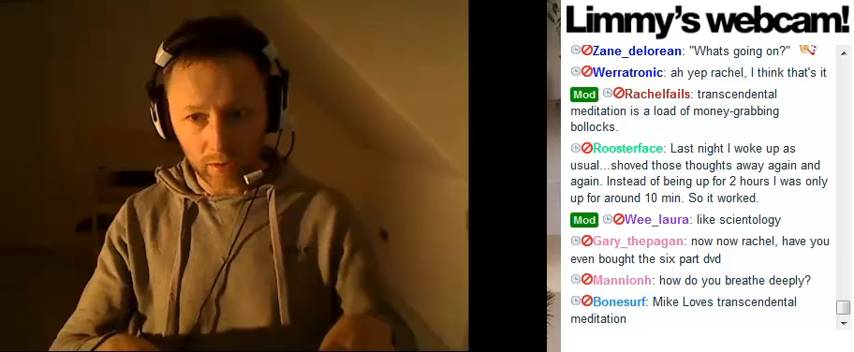 Limmy's webcam!
Zane_delorean: "Whats going on?"
Werratronic: ah yep rachel, I think that's it
Mod Rachelfails: transcendental
meditation is a load of money-grabbing
bollocks.
Roosterface: Last night I woke up as
usual...shoved those thoughts away again and
again. Instead of being up for 2 hours I was only
up for around 10 min. So it worked.
Mod Wee_laura: like scientology
Gary_thepagan: now now rachel, have you
even bought the six part dvd
Mannionh: how do you breathe deeply?
Bonesurf: Mike Loves transcendental
meditation